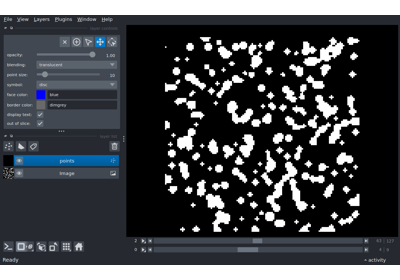 File View Layers Plugins Window Help
opacity: 1.00
blending: translucent
point size: 10
symbol: disc
face color: blue
border color: dimgrey
display text: ✓
out of slice: ✓
points
Image
2
0
Ready
activity